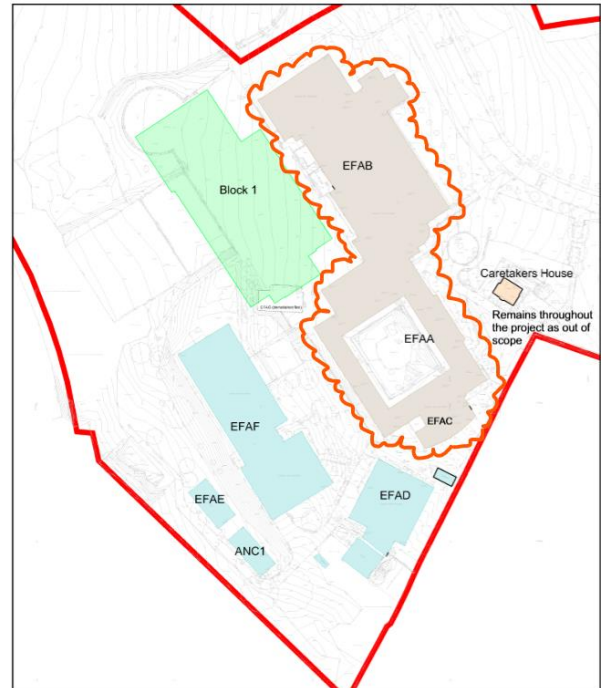 EFAB
Block 1
Caretakers House
Remains throughout
the project as out of
scope
EFAA
EFAC
EFAF
EFAD
EFAE
ANC1